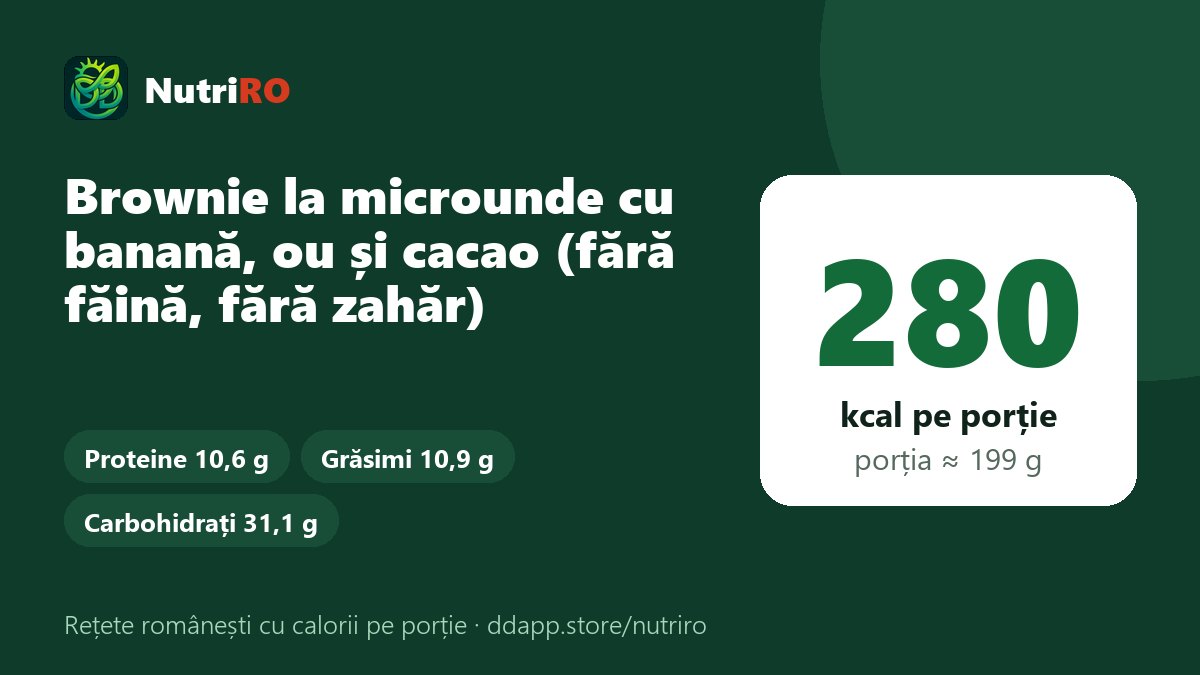 NutriRO
Brownie la microunde cu
banană, ou și cacao (fără
făină, fără zahăr)
280
kcal pe porție
porția ≈ 199 g
Proteine 10,6 g
Grăsimi 10,9 g
Carbohidrați 31,1 g
Rețete românești cu calorii pe porție · ddapp.store/nutriro